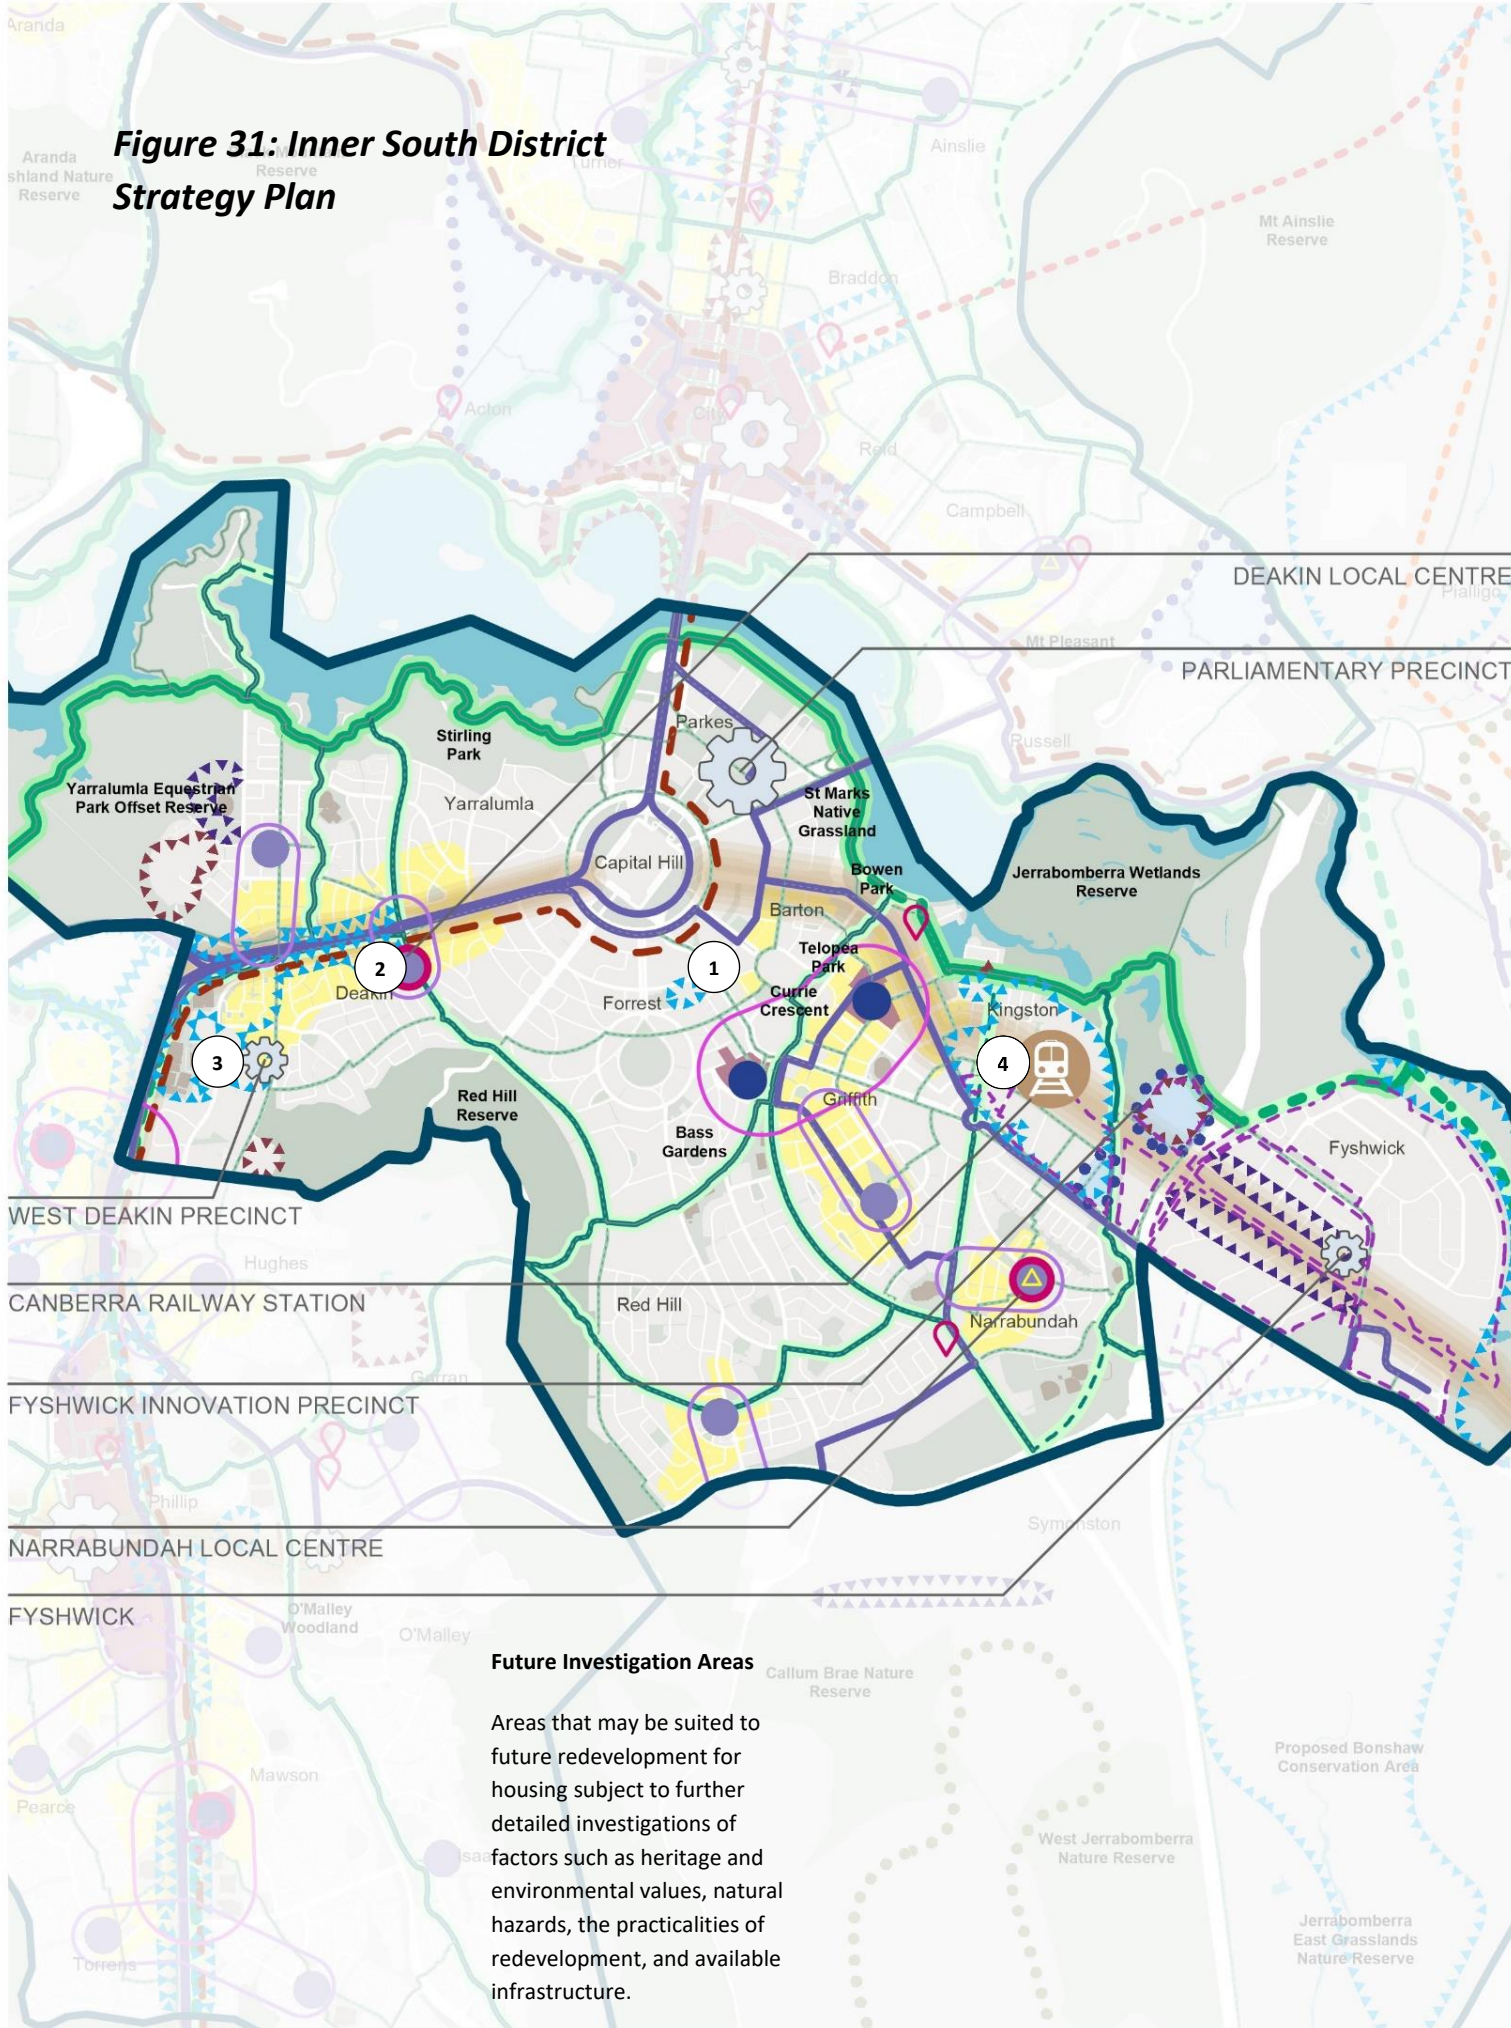 Aranda
Figure 31: Inner South District
Strategy Plan
Aranda
shland Nature
Reserve
Reserve
Turner
Ainslie
Mt Ainslie
Reserve
Braddon
Acton
City
Reid
Campbell
DEAKIN LOCAL CENTRE
Pialligo
Mt Pleasant
PARLIAMENTARY PRECINCT
Parkes
Stirling
Park
Russell
Yarralumla Equestrian
Park Offset Reserve
Yarralumla
St Marks
Native
Grassland
Capital Hill
Bowen
Park
Jerrabomberra Wetlands
Reserve
Barton
Telopea
Park
1
2
Deakin
Forrest
Currie
Crescent
Kingston
3
4
Red Hill
Reserve
Griffith
Bass
Gardens
Fyshwick
WEST DEAKIN PRECINCT
Hughes
CANBERRA RAILWAY STATION
Red Hill
Narrabundah
Garran
FYSHWICK INNOVATION PRECINCT
Phillip
Symonston
NARRABUNDAH LOCAL CENTRE
FYSHWICK
O'Malley
Woodland
O'Malley
Future Investigation Areas
Callum Brae Nature
Reserve
Areas that may be suited to
future redevelopment for
housing subject to further
detailed investigations of
factors such as heritage and
environmental values, natural
hazards, the practicalities of
redevelopment, and available
infrastructure.
Proposed Bonshaw
Conservation Area
Mawson
Pearce
West Jerrabomberra
Nature Reserve
Isaa
Jerrabomberra
East Grasslands
Nature Reserve
Torrens